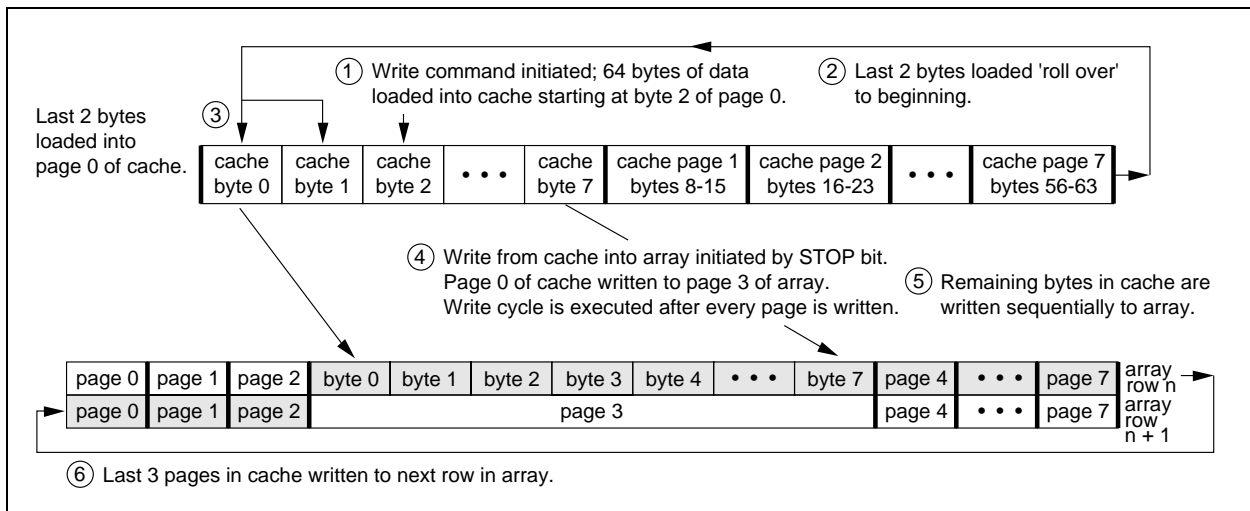 ① Write command initiated; 64 bytes of data
loaded into cache starting at byte 2 of page 0.
② Last 2 bytes loaded 'roll over'
to beginning.
③
Last 2 bytes
loaded into
page 0 of cache.
cache byte 0
cache byte 1
cache byte 2
• • •
cache byte 7
cache page 1 bytes 8-15
cache page 2 bytes 16-23
• • •
cache page 7 bytes 56-63
④ Write from cache into array initiated by STOP bit.
Page 0 of cache written to page 3 of array.
Write cycle is executed after every page is written.
⑤ Remaining bytes in cache are
written sequentially to array.
page 0 page 1 page 2 byte 0 byte 1 byte 2 byte 3 byte 4 • • • byte 7 page 4 • • • page 7 array row n
page 0 page 1 page 2 page 3 page 4 • • • page 7 array row n + 1
⑥ Last 3 pages in cache written to next row in array.